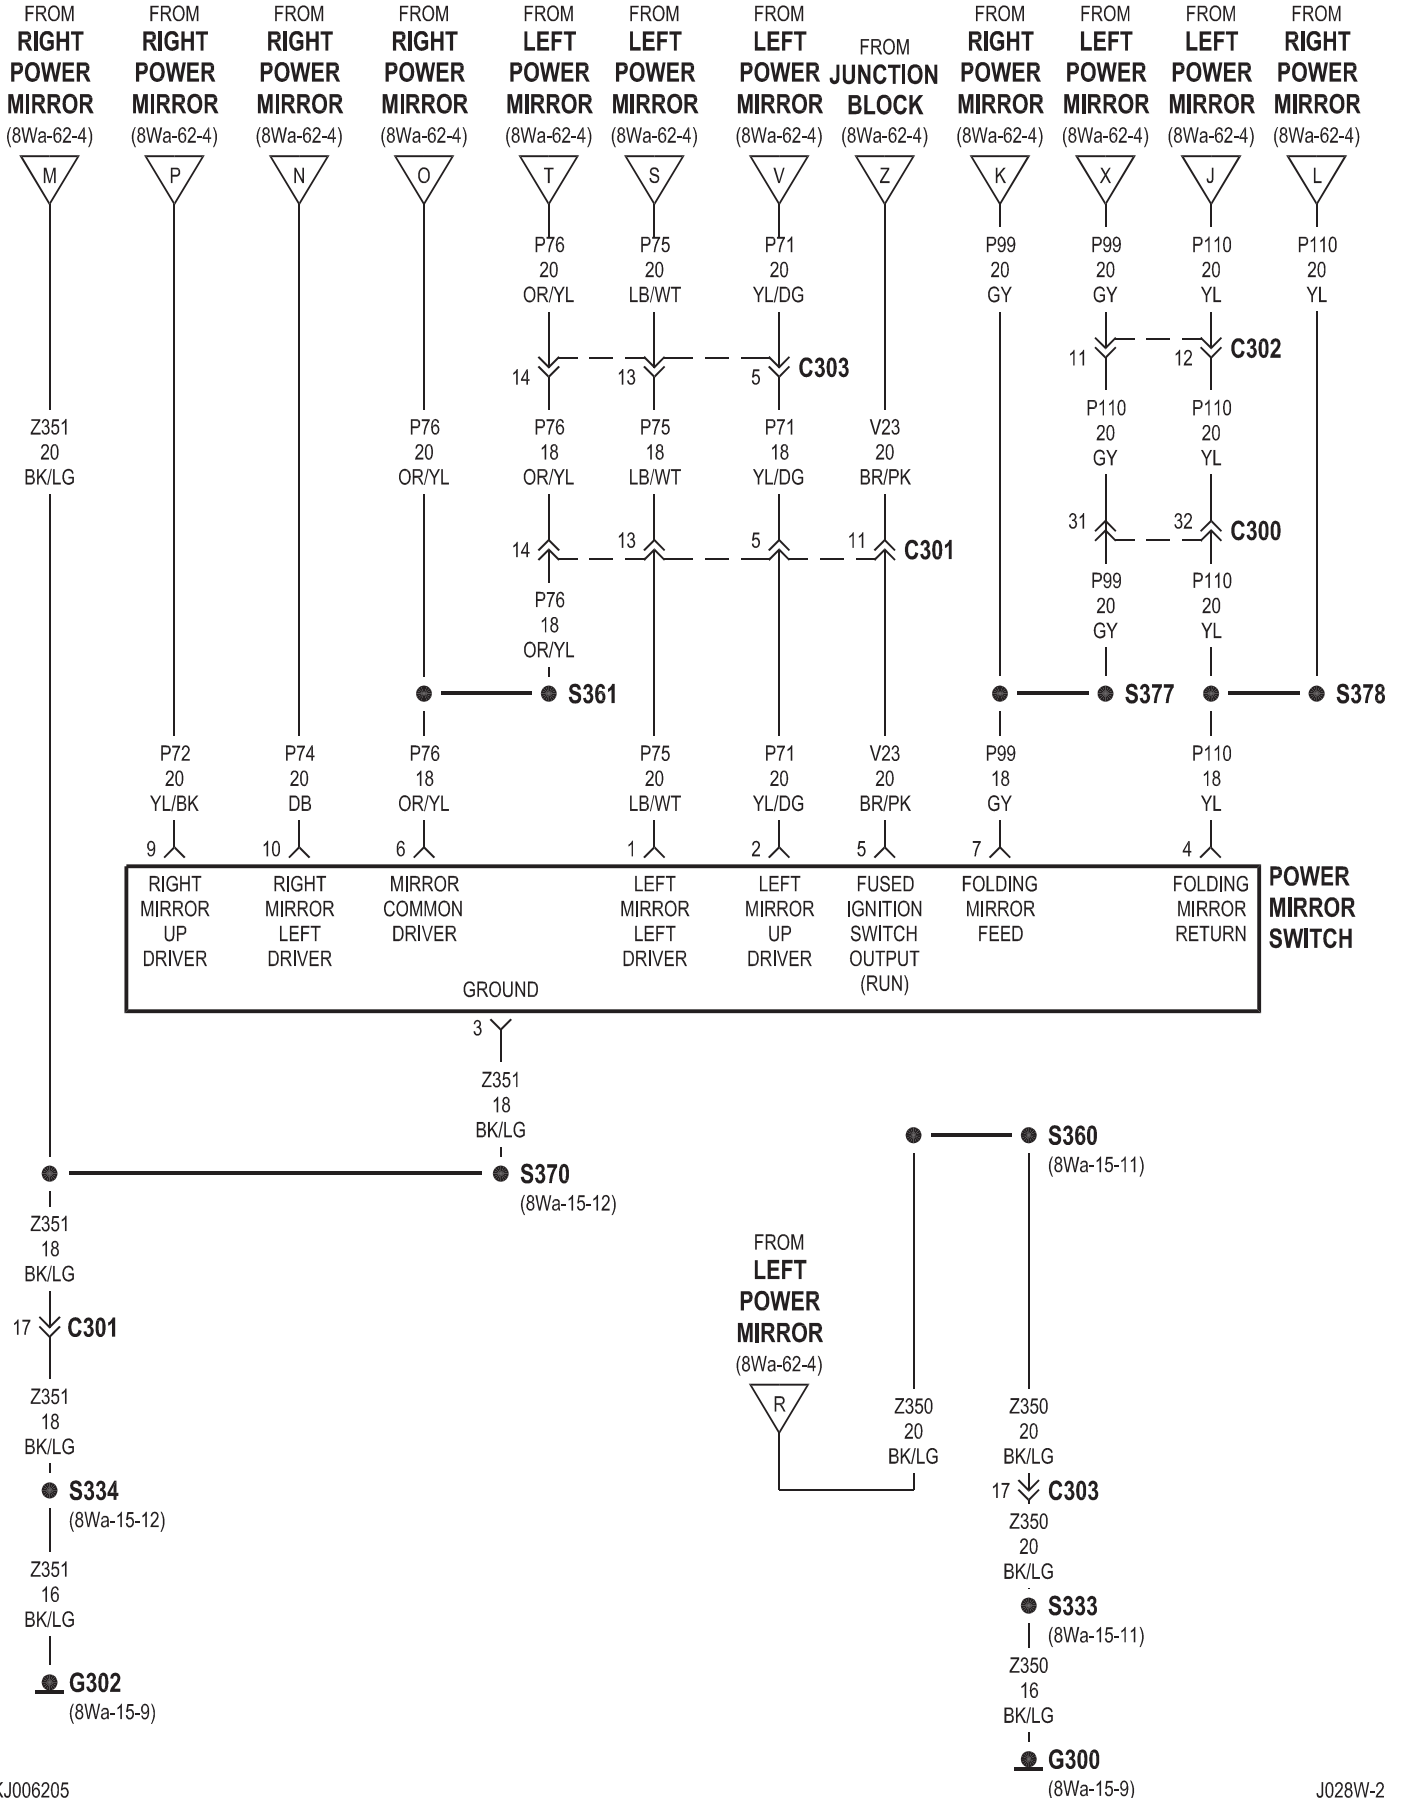 FROM
RIGHT
POWER
MIRROR
(8Wa-62-4)
M
FROM
RIGHT
POWER
MIRROR
(8Wa-62-4)
P
FROM
RIGHT
POWER
MIRROR
(8Wa-62-4)
N
FROM
RIGHT
POWER
MIRROR
(8Wa-62-4)
O
FROM
LEFT
POWER
MIRROR
(8Wa-62-4)
T
FROM
LEFT
POWER
MIRROR
(8Wa-62-4)
S
FROM
LEFT
POWER
MIRROR
(8Wa-62-4)
V
FROM
JUNCTION
BLOCK
(8Wa-62-4)
Z
FROM
RIGHT
POWER
MIRROR
(8Wa-62-4)
K
FROM
LEFT
POWER
MIRROR
(8Wa-62-4)
X
FROM
LEFT
POWER
MIRROR
(8Wa-62-4)
J
FROM
RIGHT
POWER
MIRROR
(8Wa-62-4)
L
P76
20
OR/YL
P75
20
LB/WT
P71
20
YL/DG
P99
20
GY
P99
20
GY
P110
20
YL
P110
20
YL
14
13
5
C303
11
12
C302
Z351
20
BK/LG
P76
20
OR/YL
P76
18
OR/YL
P75
18
LB/WT
P71
18
YL/DG
V23
20
BR/PK
P110
20
GY
P110
20
YL
14
13
5
11
C301
31
32
C300
P76
18
OR/YL
P99
20
GY
P110
20
YL
S361
S377
S378
P72
20
YL/BK
P74
20
DB
P76
18
OR/YL
P75
20
LB/WT
P71
20
YL/DG
V23
20
BR/PK
P99
18
GY
P110
18
YL
9
10
6
1
2
5
7
4
RIGHT
MIRROR
UP
DRIVER
RIGHT
MIRROR
LEFT
DRIVER
MIRROR
COMMON
DRIVER
LEFT
MIRROR
LEFT
DRIVER
LEFT
MIRROR
UP
DRIVER
FUSED
IGNITION
SWITCH
OUTPUT
(RUN)
FOLDING
MIRROR
FEED
FOLDING
MIRROR
RETURN
POWER
MIRROR
SWITCH
GROUND
3
Z351
18
BK/LG
S370
(8Wa-15-12)
Z351
18
BK/LG
17
C301
Z351
18
BK/LG
S334
(8Wa-15-12)
Z351
16
BK/LG
G302
(8Wa-15-9)
S360
(8Wa-15-11)
FROM
LEFT
POWER
MIRROR
(8Wa-62-4)
R
Z350
20
BK/LG
Z350
20
BK/LG
17
C303
Z350
20
BK/LG
S333
(8Wa-15-11)
Z350
16
BK/LG
G300
(8Wa-15-9)
KJ006205
J028W-2